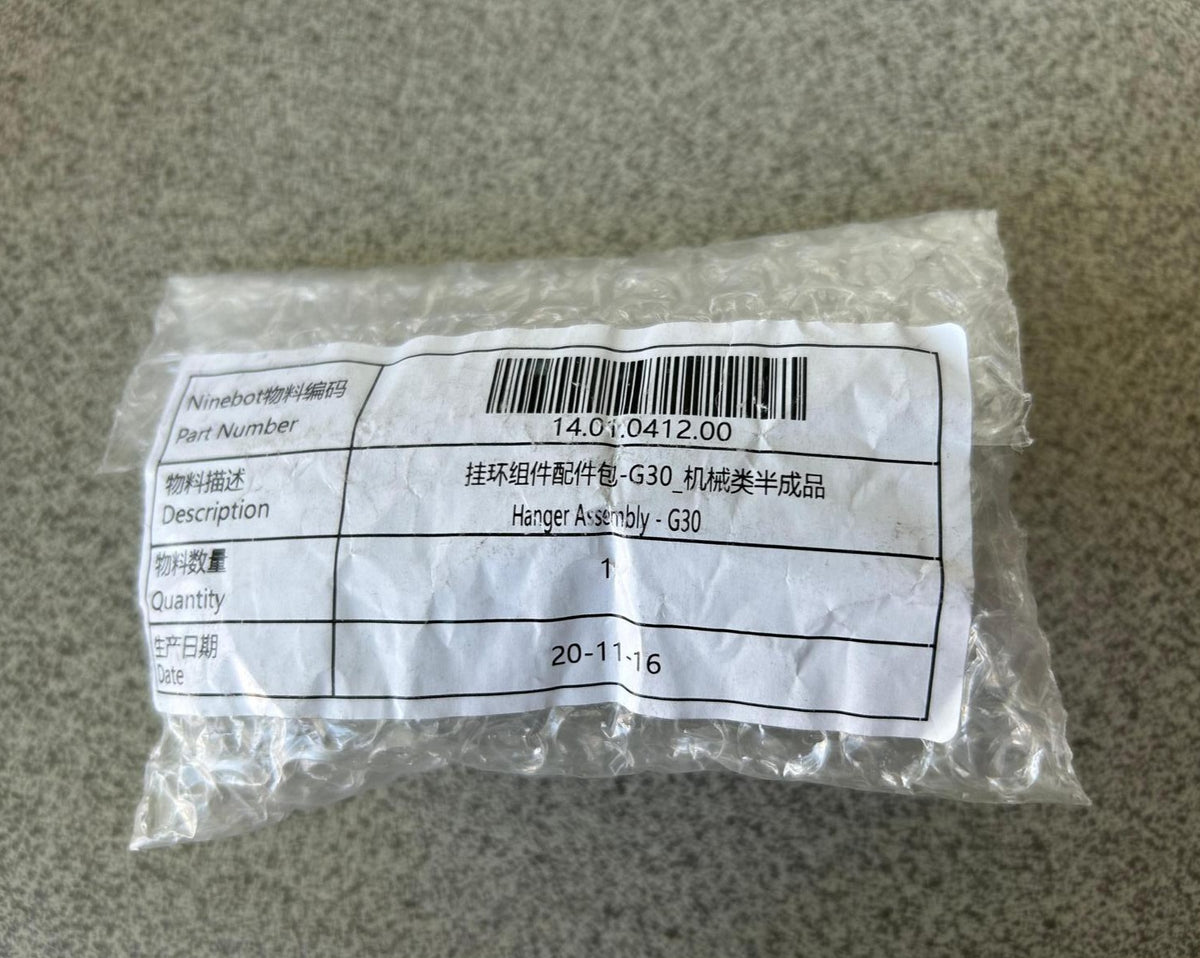 Ninebot物料编码
Part Number
14.01.0412.00
物料描述
Description
挂环组件配件包-G30_机械类半成品
Hanger Assembly - G30
物料数量
Quantity
1
生产日期
Date
20-11-16